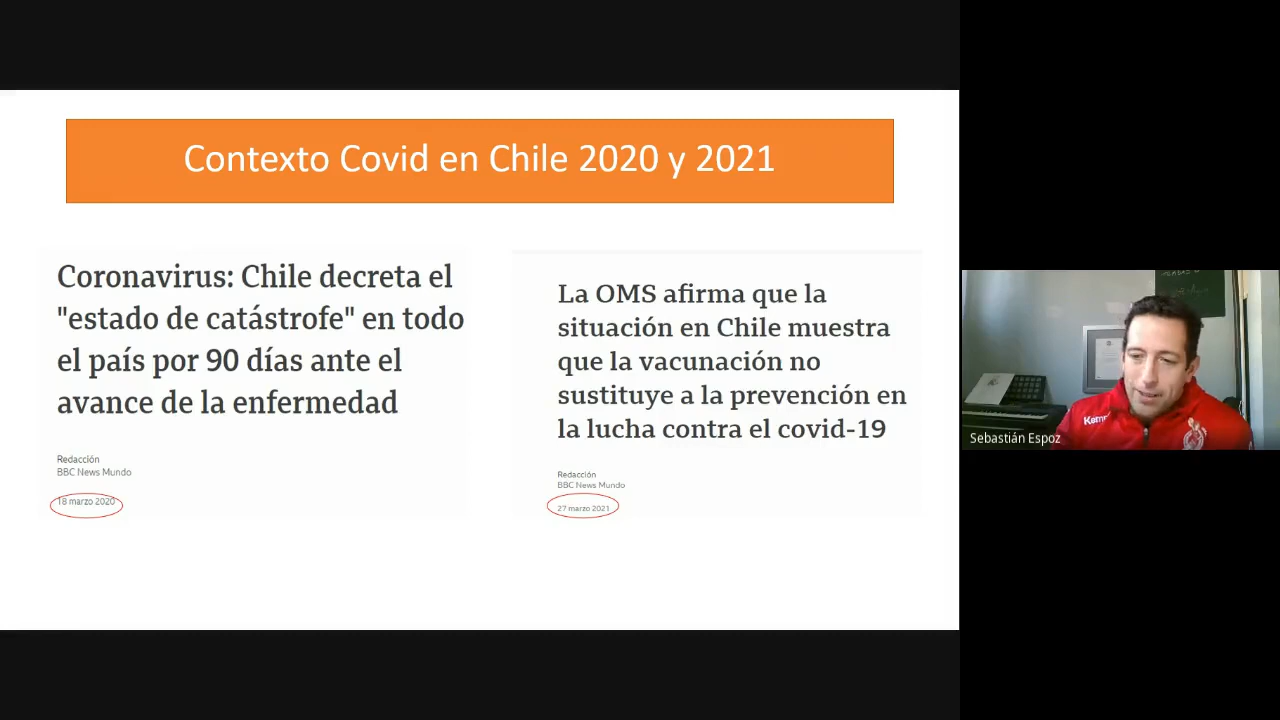 Contexto Covid en Chile 2020 y 2021
Coronavirus: Chile decreta el
"estado de catástrofe" en todo
el país por 90 días ante el
avance de la enfermedad
Redacción
BBC News Mundo
18 marzo 2020
La OMS afirma que la
situación en Chile muestra
que la vacunación no
sustituye a la prevención en
la lucha contra el covid-19
Redacción
BBC News Mundo
27 marzo 2021
Sebastián Espoz